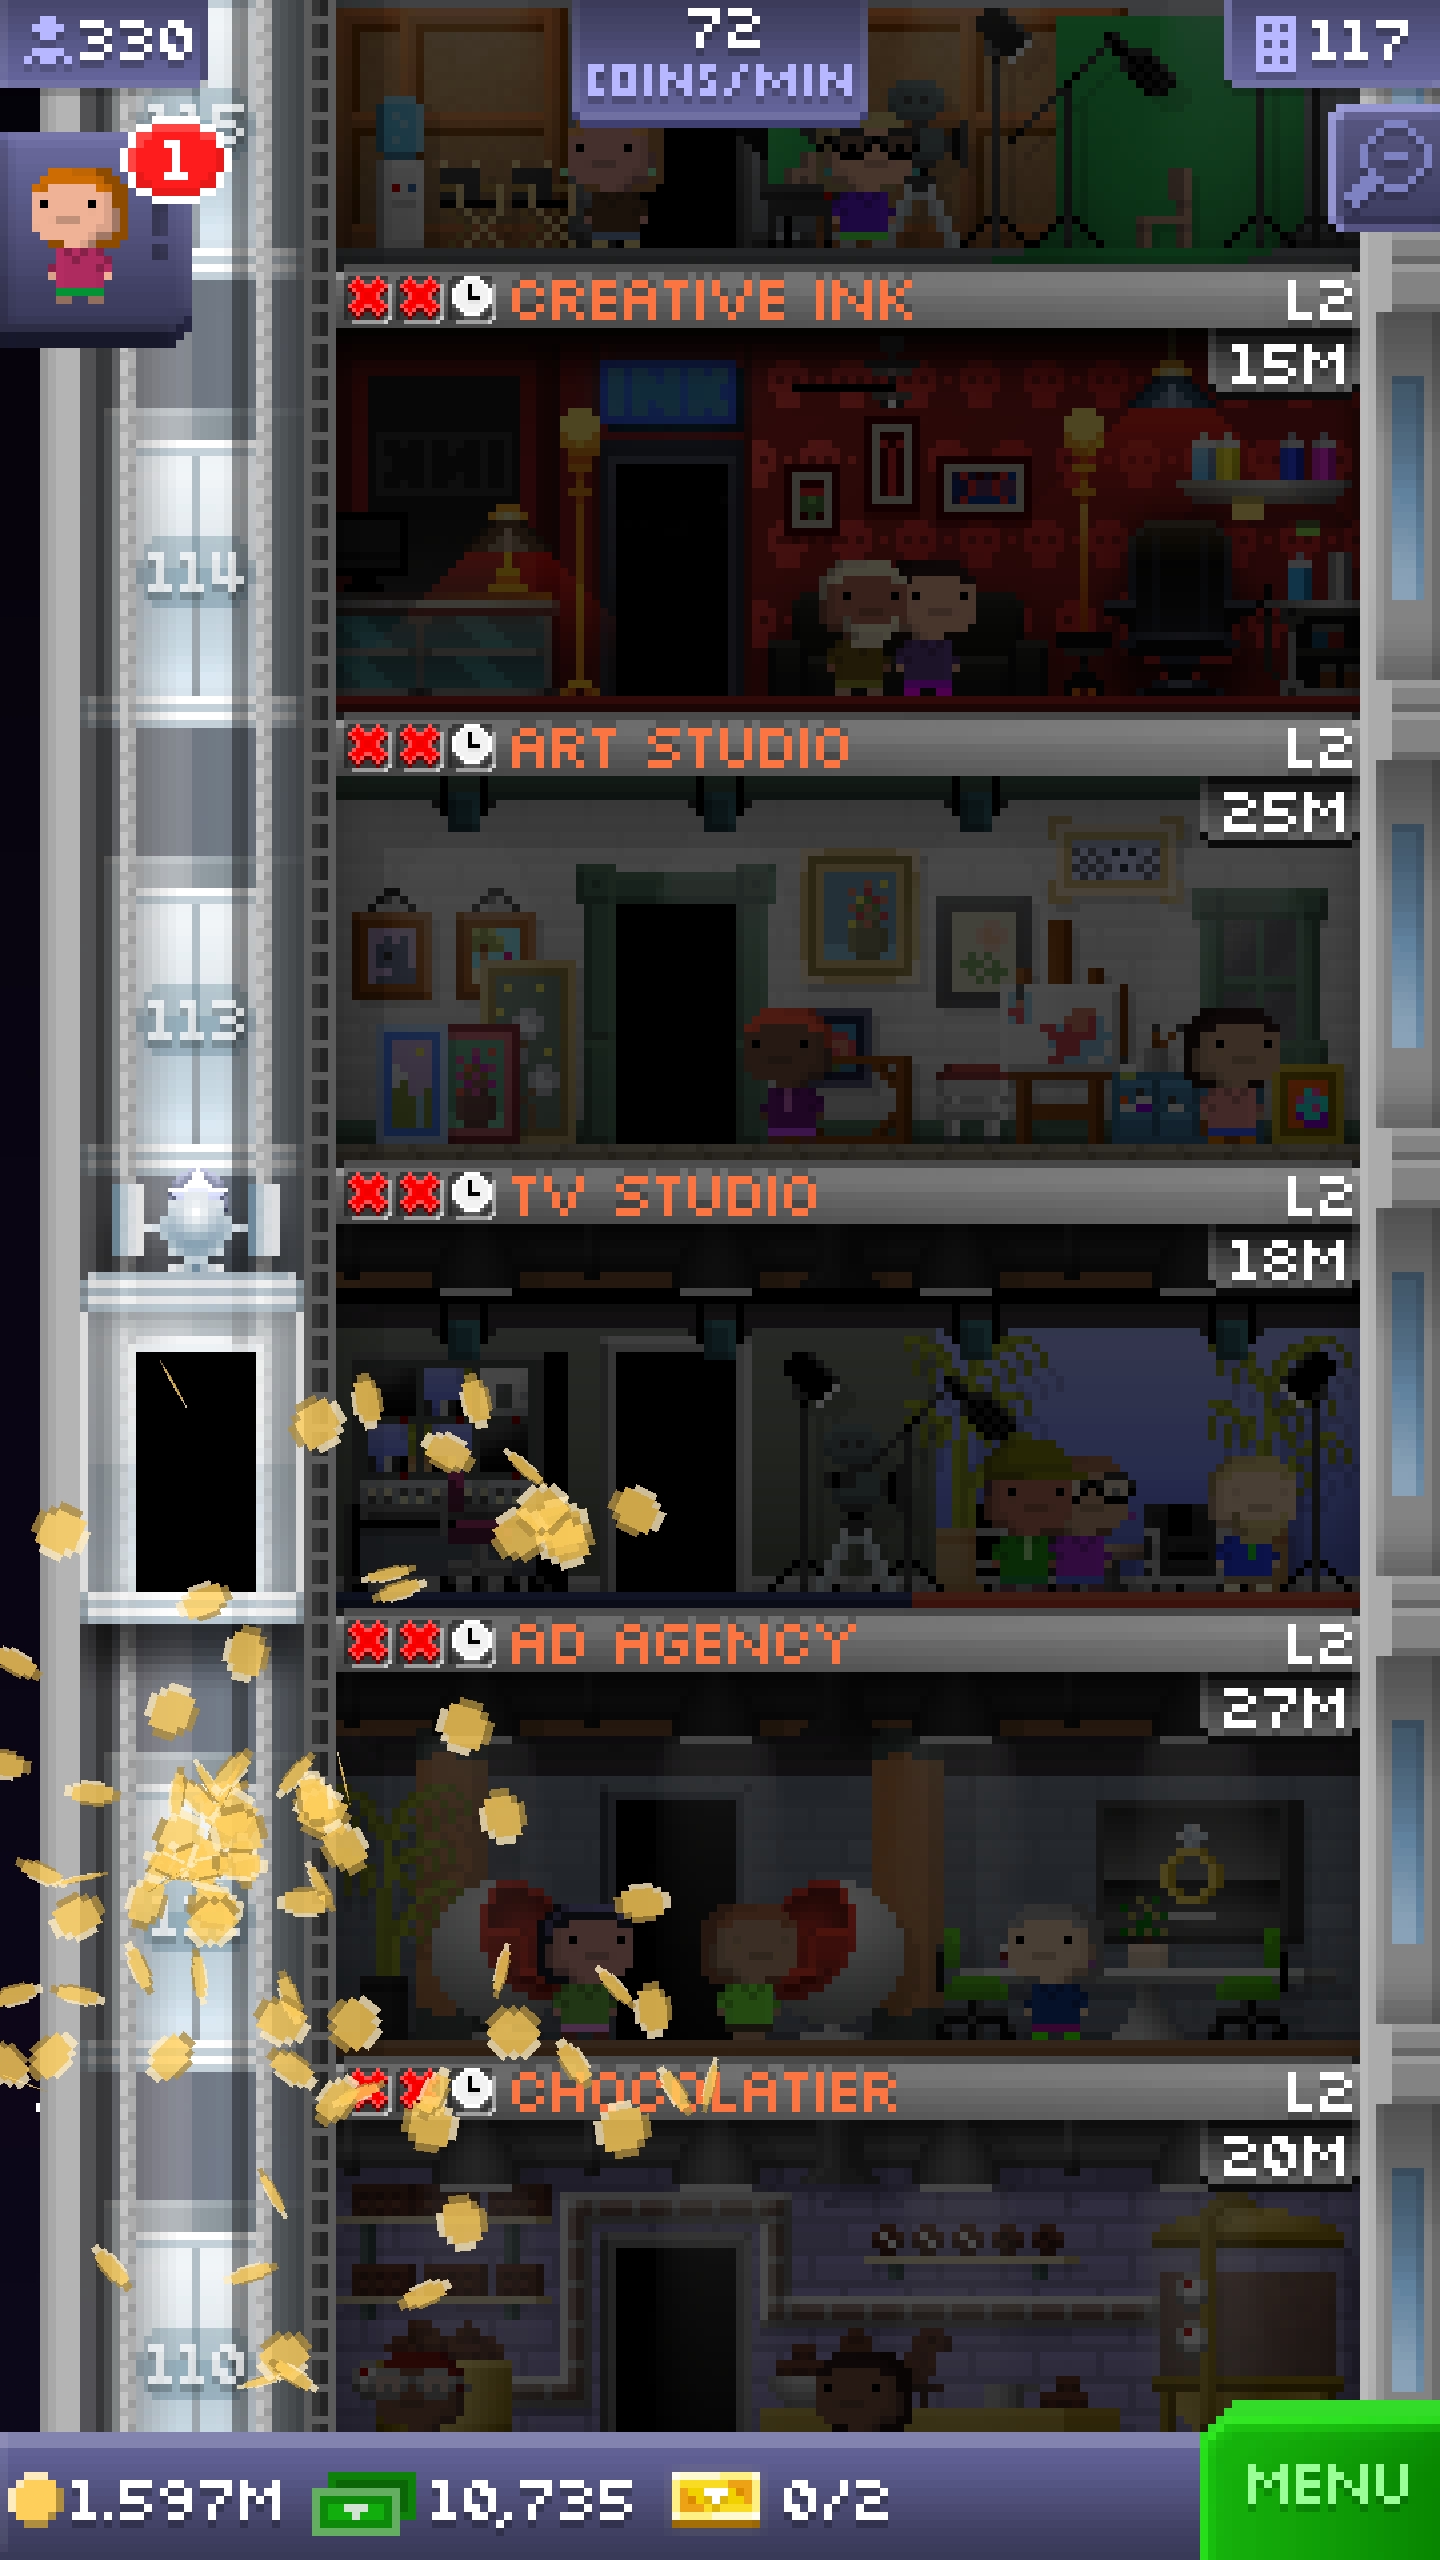 330
72
COINS/MIN
117
1
CREATIVE INK L2
15M
INK
114
ART STUDIO L2
25M
113
TV STUDIO L2
18M
AD AGENCY L2
27M
CHOCOLATIER L2
20M
110
1.597M 10,735 0/2
MENU